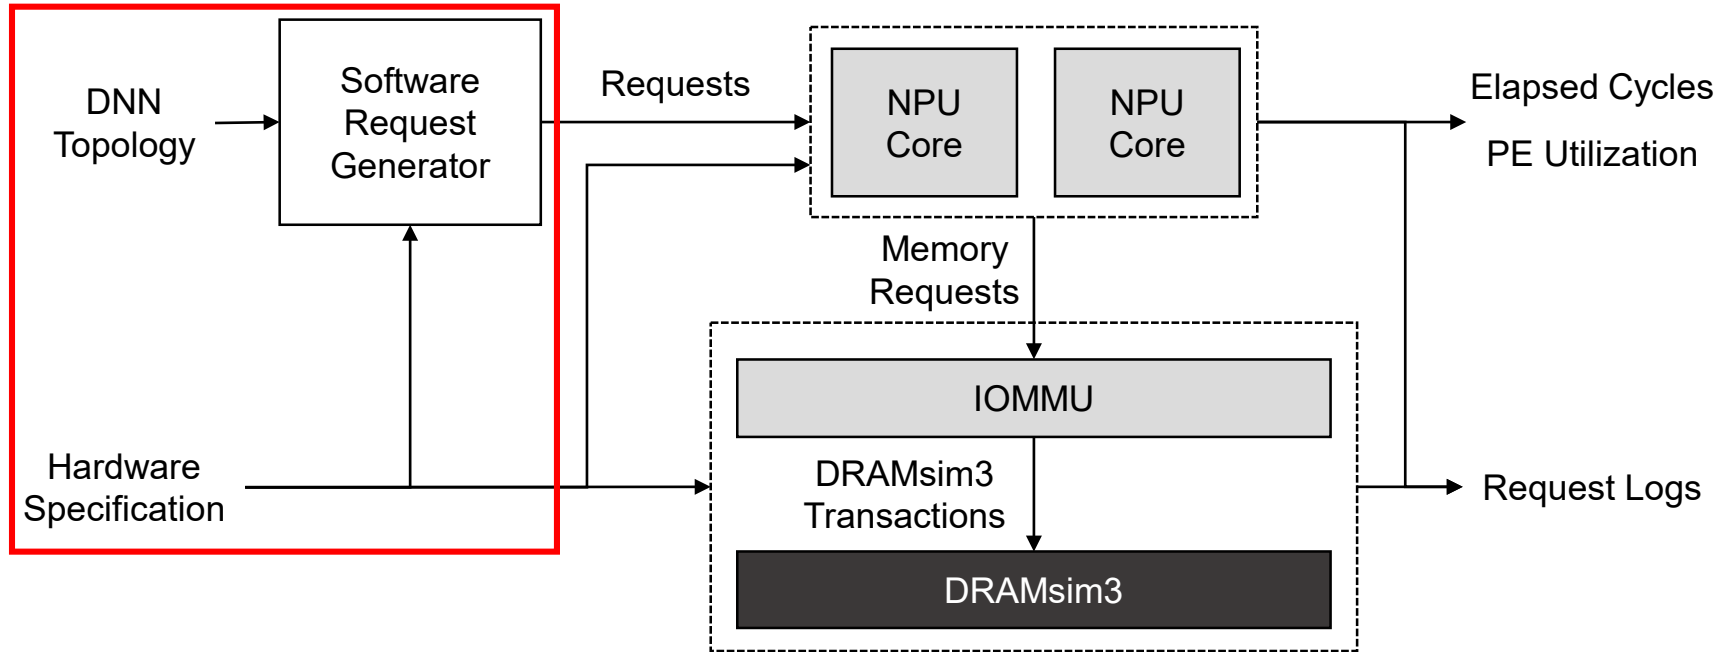 DNN
Topology
Software
Request
Generator
Requests
NPU
Core
NPU
Core
Elapsed Cycles
PE Utilization
Memory
Requests
IOMMU
Hardware
Specification
DRAMsim3
Transactions
Request Logs
DRAMsim3